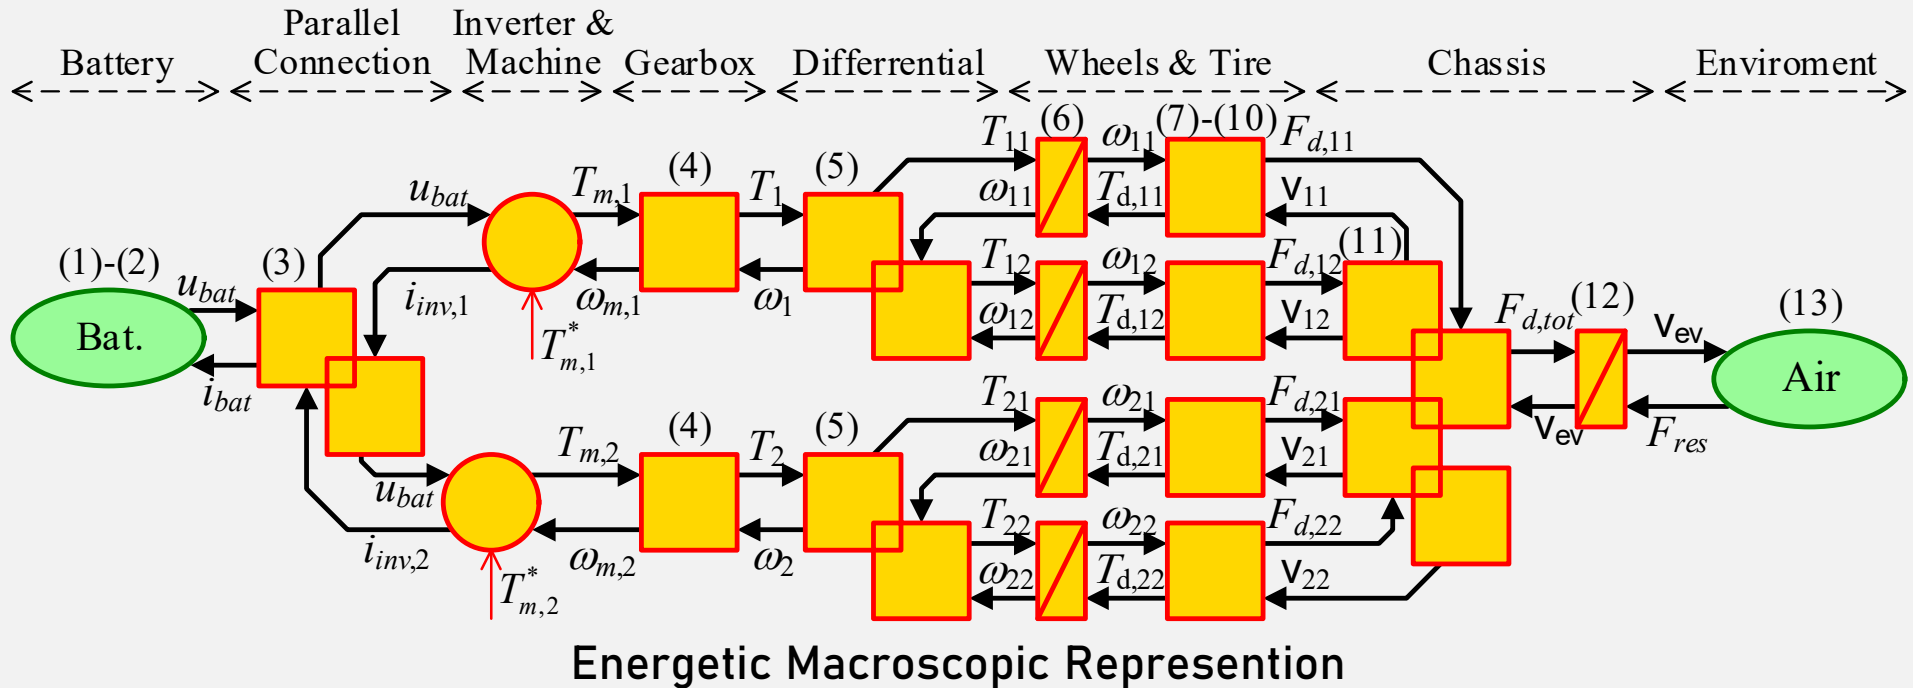 Parallel Inverter &
Battery Connection Machine Gearbox Differrential Wheels & Tire Chassis Enviroment
T11 (6) ω11 (7)-(10) Fd,11
ubat Tm,1 (4) T1 (5) ω11 Td,11 v11
(1)-(2) ubat (3) iinv,1 ωm,1 ω1 T12 ω12 Fd,12 (11)
Bat. T*m,1 ω12 Td,12 v12 Fd,tot (12) vev (13)
ibat Air
T21 ω21 Fd,21 vev Fres
ubat Tm,2 (4) T2 (5) ω21 Td,21 v21
iinv,2 ωm,2 ω2 T22 ω22 Fd,22
T*m,2 ω22 Td,22 v22
Energetic Macroscopic Represention